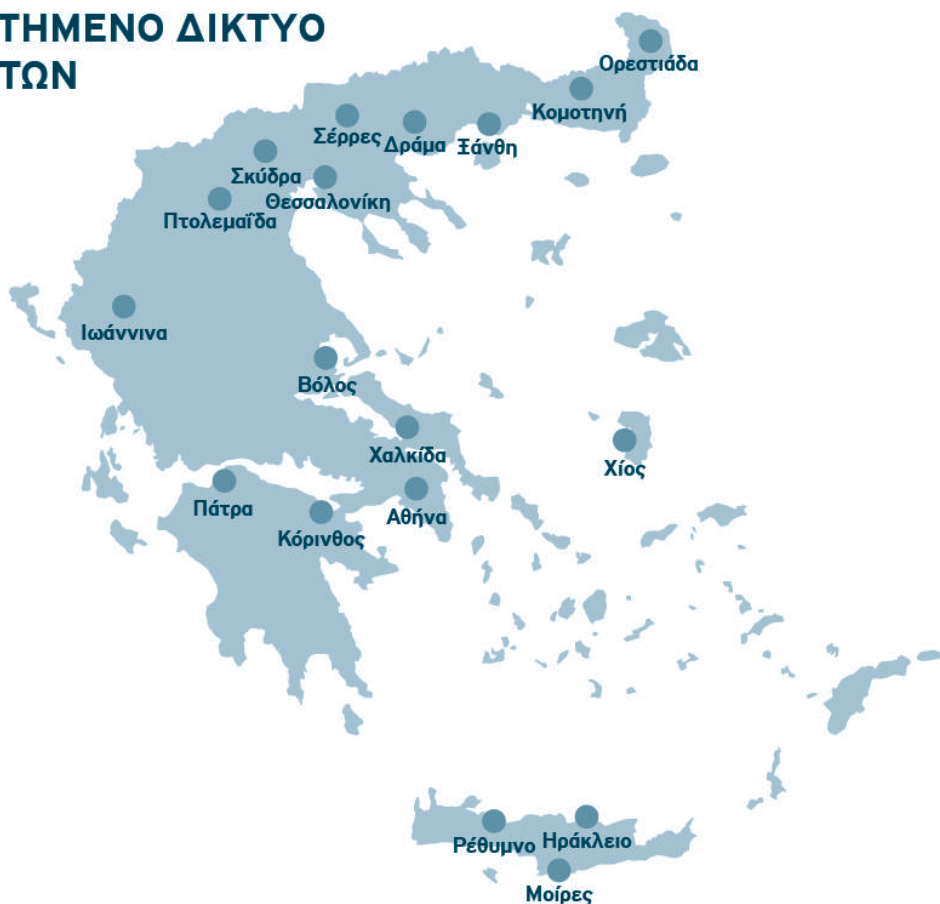 ΤΗΜΕΝΟ ΔΙΚΤΥΟ
ΤΩΝ
Ορεστιάδα
Κομοτηνή
Σέρρες
Δράμα
Ξάνθη
Σκύδρα
Θεσσαλονίκη
Πτολεμαΐδα
Ιωάννινα
Βόλος
Χαλκίδα
Χίος
Πάτρα
Αθήνα
Κόρινθος
Ρέθυμνο
Ηράκλειο
Μοίρες